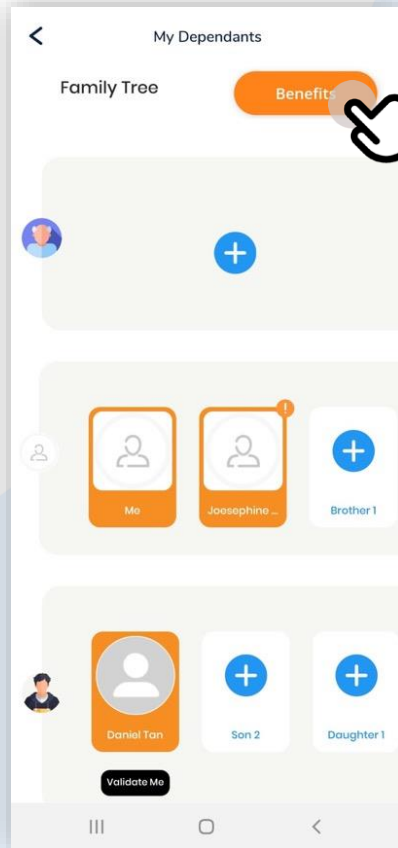 My Dependants
Family Tree
Benefits
Me
Joesephine ...
Brother 1
Daniel Tan
Son 2
Daughter 1
Validate Me